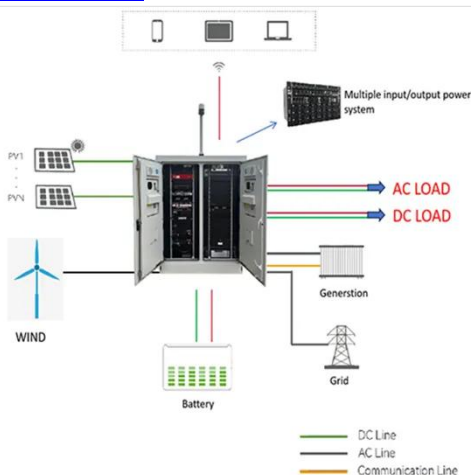 Multiple input/output power
system
PV1
PVN
AC LOAD
DC LOAD
WIND
Generstion
Grid
Battery
DC Line
AC Line
Communication Line